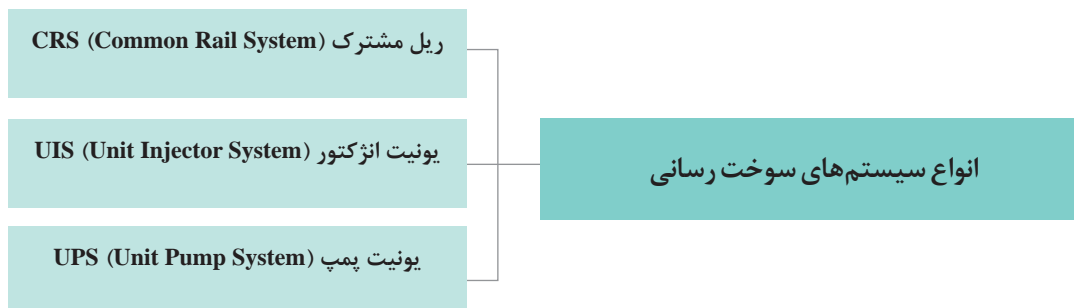 انواع سیستم‌های سوخت رسانی
ریل مشترک CRS (Common Rail System)
یونیت انژکتور UIS (Unit Injector System)
یونیت پمپ UPS (Unit Pump System)